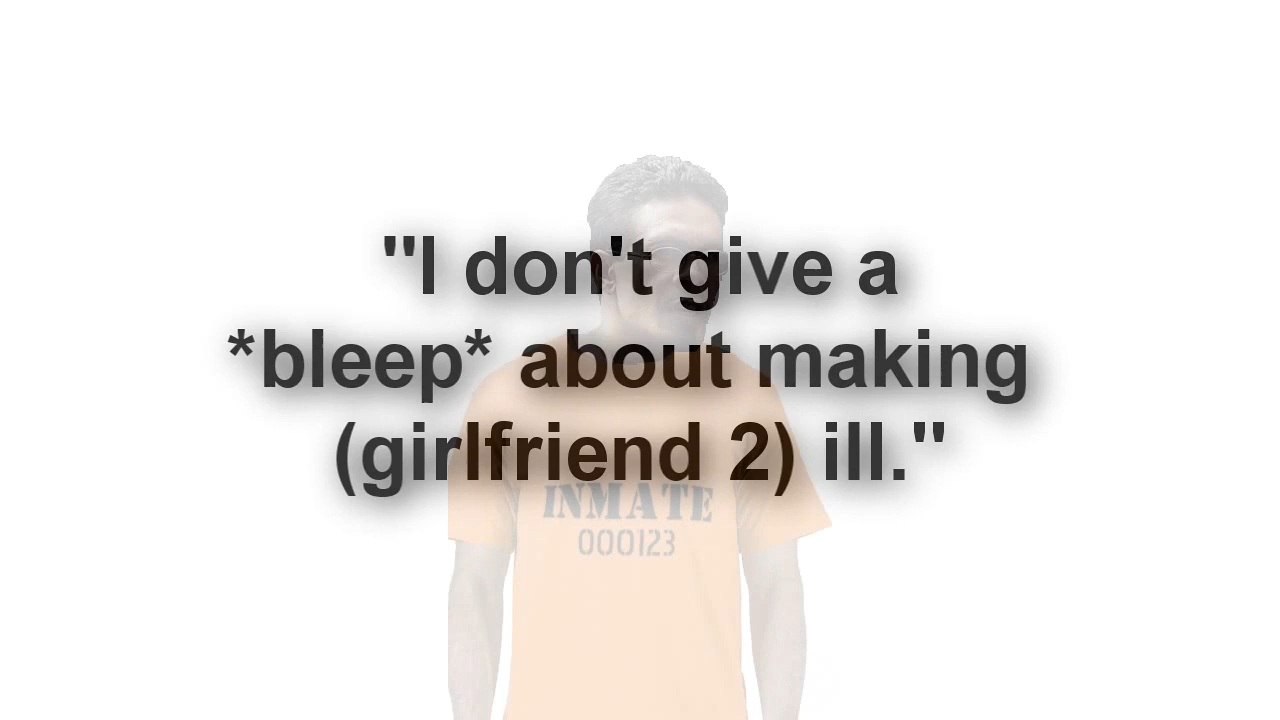 "I don't give a
*bleep* about making
(girlfriend 2) ill."
INMATE
000123